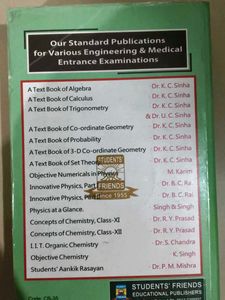 Our Standard Publications
for Various Engineering & Medical
Entrance Examinations
A Text Book of Algebra Dr. K. C. Sinha
A Text Book of Calculus Dr. K. C. Sinha
A Text Book of Trigonometry Dr. K. C. Sinha
& Dr. U. C. Sinha
A Text Book of Co-ordinate Geometry Dr. K. C. Sinha
A Text Book of Probability Dr. K. C. Sinha
A Text Book of 3-D Co-ordinate Geometry Dr. K. C. Sinha
A Text Book of Set Theory Dr. K. C. Sinha
Objective Numericals in Physics M. Karim
Innovative Physics, Part Dr. B. C. Rai
Innovative Physics, Dr. B. C. Rai
Physics at a Glance. Singh & Singh
Concepts of Chemistry, Class-XI Dr. R. Y. Prasad
Concepts of Chemistry, Class-XII Dr. R. Y. Prasad
I.I.T. Organic Chemistry Dr. S. Chandra
Objective Chemistry K. Singh
Students' Aankik Rasayan Dr. P. M. Mishra
STUDENTS'
FRIENDS
Since 1955
STUDENTS' FRIENDS
EDUCATIONAL PUBLISHERS